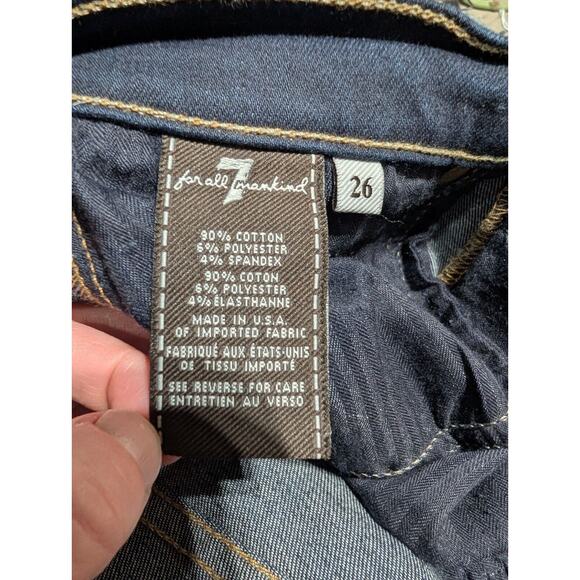 7
for all mankind
26
90% COTTON
6% POLYESTER
4% SPANDEX
90% COTON
6% POLYESTER
4% ÉLASTHANNE
MADE IN U.S.A.
OF IMPORTED FABRIC
FABRIQUÉ AUX ÉTATS-UNIS
DE TISSU IMPORTÉ
SEE REVERSE FOR CARE
ENTRETIEN AU VERSO